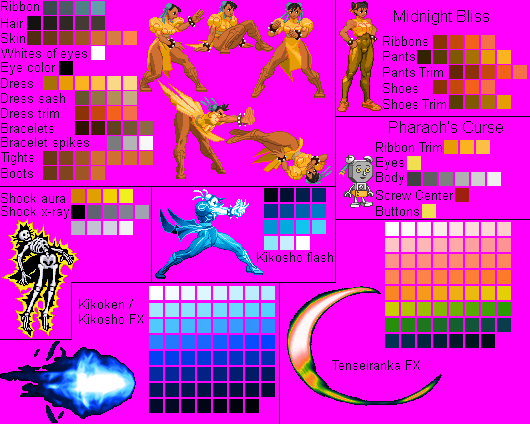 Ribbon
Hair
Skin
Whites of eyes
Eye color
Dress
Dress sash
Dress trim
Bracelets
Bracelet spikes
Tights
Boots
Midnight Bliss
Ribbons
Pants
Pants Trim
Shoes
Shoes Trim
Pharaoh's Curse
Ribbon Trim
Eyes
Body
Screw Center
Buttons
Shock aura
Shock x-ray
Kikosho flash
Kikoken /
Kikosho FX
Tenseiranka FX